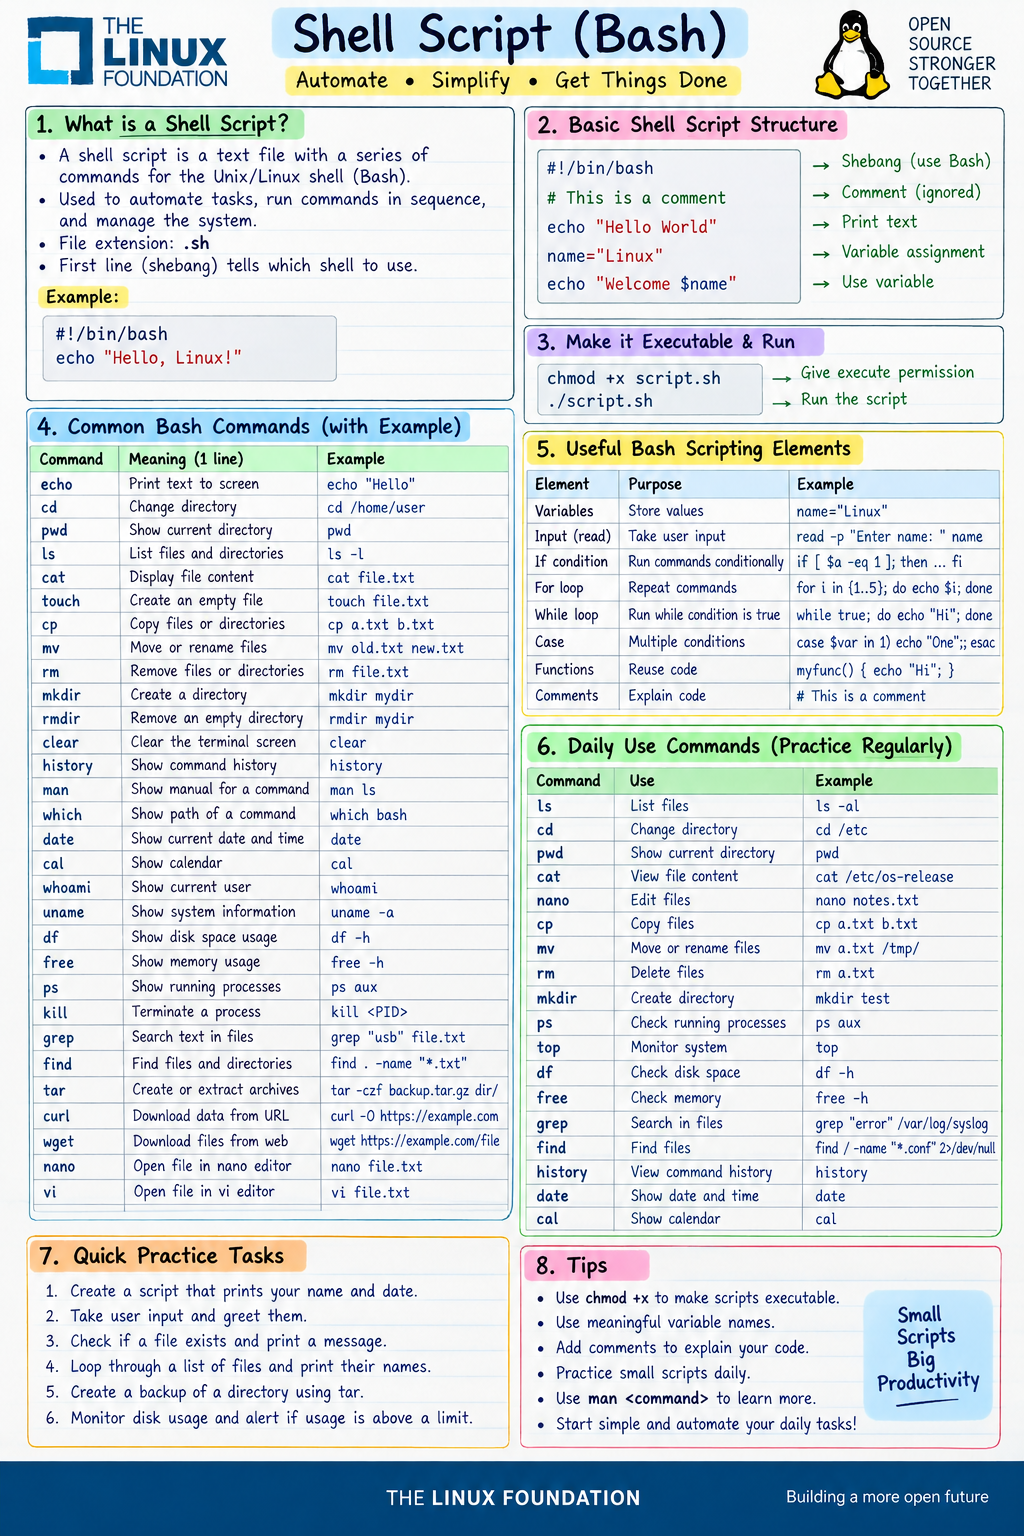 THE
LINUX
FOUNDATION
Shell Script (Bash)
Automate • Simplify • Get Things Done
OPEN
SOURCE
STRONGER
TOGETHER
1. What is a Shell Script?
• A shell script is a text file with a series of
commands for the Unix/Linux shell (Bash).
• Used to automate tasks, run commands in sequence,
and manage the system.
• File extension: .sh
• First line (shebang) tells which shell to use.
Example:
#!/bin/bash
echo "Hello, Linux!"
2. Basic Shell Script Structure
#!/bin/bash → Shebang (use Bash)
# This is a comment → Comment (ignored)
echo "Hello World" → Print text
name="Linux" → Variable assignment
echo "Welcome $name" → Use variable
3. Make it Executable & Run
chmod +x script.sh → Give execute permission
./script.sh → Run the script
4. Common Bash Commands (with Example)
Command Meaning (1 line) Example
echo Print text to screen echo "Hello"
cd Change directory cd /home/user
pwd Show current directory pwd
ls List files and directories ls -l
cat Display file content cat file.txt
touch Create an empty file touch file.txt
cp Copy files or directories cp a.txt b.txt
mv Move or rename files mv old.txt new.txt
rm Remove files or directories rm file.txt
mkdir Create a directory mkdir mydir
rmdir Remove an empty directory rmdir mydir
clear Clear the terminal screen clear
history Show command history history
man Show manual for a command man ls
which Show path of a command which bash
date Show current date and time date
cal Show calendar cal
whoami Show current user whoami
uname Show system information uname -a
df Show disk space usage df -h
free Show memory usage free -h
ps Show running processes ps aux
kill Terminate a process kill <PID>
grep Search text in files grep "usb" file.txt
find Find files and directories find . -name "*.txt"
tar Create or extract archives tar -czf backup.tar.gz dir/
curl Download data from URL curl -O https://example.com
wget Download files from web wget https://example.com/file
nano Open file in nano editor nano file.txt
vi Open file in vi editor vi file.txt
5. Useful Bash Scripting Elements
Element Purpose Example
Variables Store values name="Linux"
Input (read) Take user input read -p "Enter name: " name
If condition Run commands conditionally if [ $a -eq 1 ]; then ... fi
For loop Repeat commands for i in {1..5}; do echo $i; done
While loop Run while condition is true while true; do echo "Hi"; done
Case Multiple conditions case $var in 1) echo "One";; esac
Functions Reuse code myfunc() { echo "Hi"; }
Comments Explain code # This is a comment
6. Daily Use Commands (Practice Regularly)
Command Use Example
ls List files ls -al
cd Change directory cd /etc
pwd Show current directory pwd
cat View file content cat /etc/os-release
nano Edit files nano notes.txt
cp Copy files cp a.txt b.txt
mv Move or rename files mv a.txt /tmp/
rm Delete files rm a.txt
mkdir Create directory mkdir test
ps Check running processes ps aux
top Monitor system top
df Check disk space df -h
free Check memory free -h
grep Search in files grep "error" /var/log/syslog
find Find files find / -name "*.conf" 2>/dev/null
history View command history history
date Show date and time date
cal Show calendar cal
7. Quick Practice Tasks
1. Create a script that prints your name and date.
2. Take user input and greet them.
3. Check if a file exists and print a message.
4. Loop through a list of files and print their names.
5. Create a backup of a directory using tar.
6. Monitor disk usage and alert if usage is above a limit.
8. Tips
• Use chmod +x to make scripts executable.
• Use meaningful variable names.
• Add comments to explain your code.
• Practice small scripts daily.
• Use man <command> to learn more.
• Start simple and automate your daily tasks!
Small
Scripts
Big
Productivity
THE LINUX FOUNDATION
Building a more open future